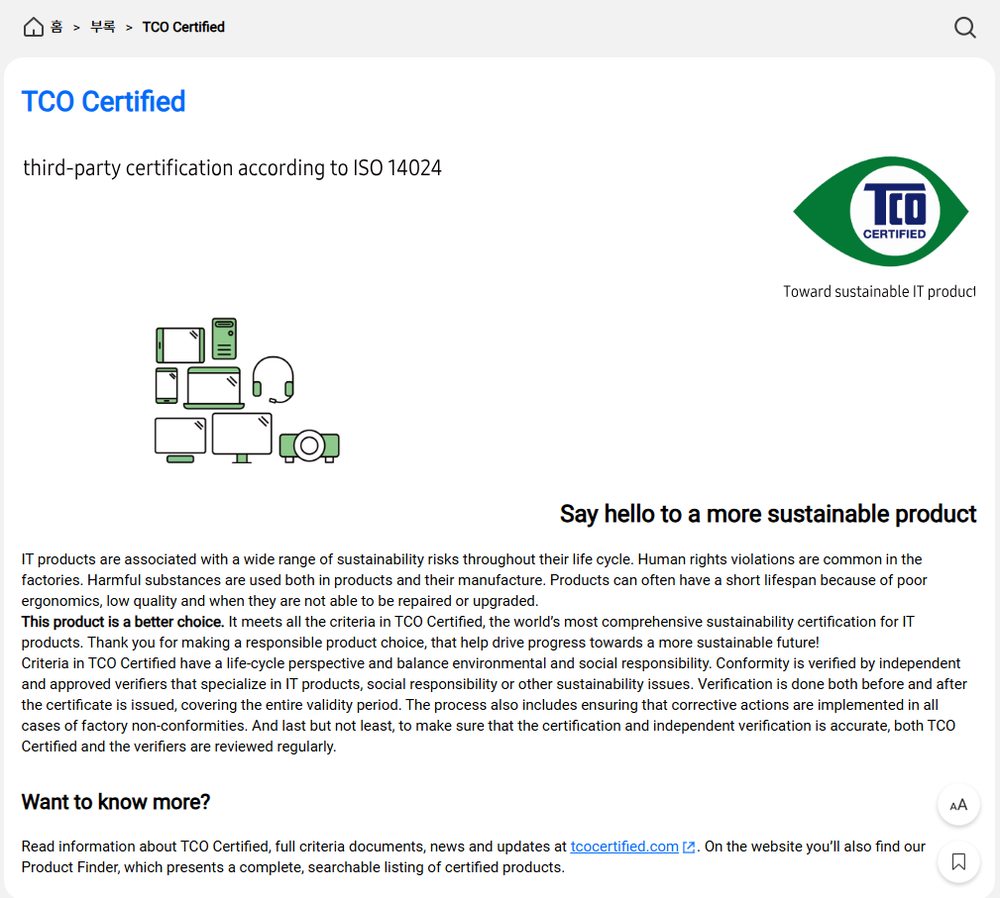 홈 > 부록 > TCO Certified
TCO Certified
third-party certification according to ISO 14024
TCO
CERTIFIED
Toward sustainable IT product
Say hello to a more sustainable product
IT products are associated with a wide range of sustainability risks throughout their life cycle. Human rights violations are common in the
factories. Harmful substances are used both in products and their manufacture. Products can often have a short lifespan because of poor
ergonomics, low quality and when they are not able to be repaired or upgraded.
This product is a better choice. It meets all the criteria in TCO Certified, the world’s most comprehensive sustainability certification for IT
products. Thank you for making a responsible product choice, that help drive progress towards a more sustainable future!
Criteria in TCO Certified have a life-cycle perspective and balance environmental and social responsibility. Conformity is verified by independent
and approved verifiers that specialize in IT products, social responsibility or other sustainability issues. Verification is done both before and after
the certificate is issued, covering the entire validity period. The process also includes ensuring that corrective actions are implemented in all
cases of factory non-conformities. And last but not least, to make sure that the certification and independent verification is accurate, both TCO
Certified and the verifiers are reviewed regularly.
Want to know more?
AA
Read information about TCO Certified, full criteria documents, news and updates at tcocertified.com. On the website you’ll also find our
Product Finder, which presents a complete, searchable listing of certified products.